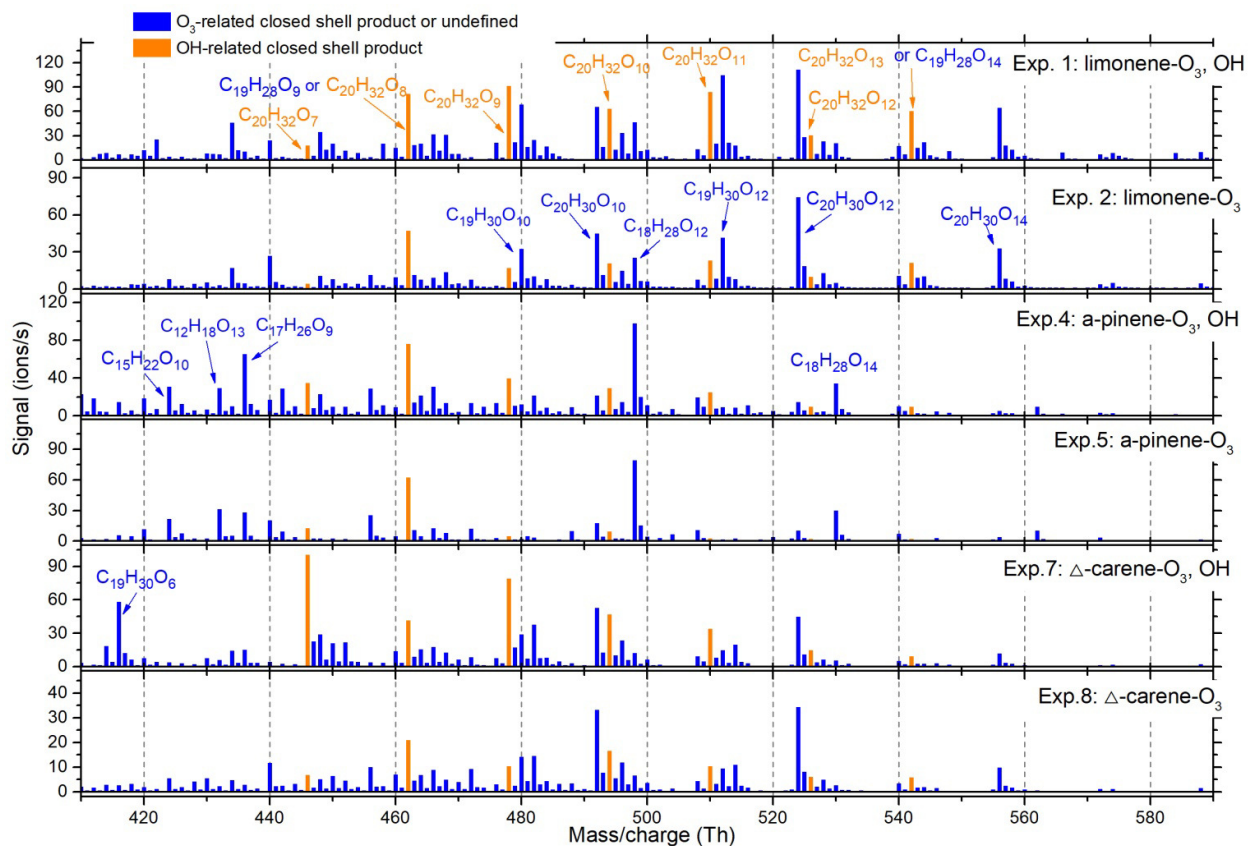 O₃-related closed shell product or undefined
OH-related closed shell product
Exp. 1: limonene-O₃, OH
C₁₉H₂₈O₉ or
C₂₀H₃₂O₇
C₂₀H₃₂O₈
C₂₀H₃₂O₉
C₂₀H₃₂O₁₀
C₂₀H₃₂O₁₁
C₂₀H₃₂O₁₃ or C₁₉H₂₈O₁₄
C₂₀H₃₂O₁₂
120
90
60
30
0
Exp. 2: limonene-O₃
C₁₉H₃₀O₁₀
C₂₀H₃₀O₁₀
C₁₈H₂₈O₁₂
C₁₉H₃₀O₁₂
C₂₀H₃₀O₁₂
C₂₀H₃₀O₁₄
90
60
30
0
Exp.4: a-pinene-O₃, OH
C₁₅H₂₂O₁₀
C₁₂H₁₈O₁₃
C₁₇H₂₆O₉
C₁₈H₂₈O₁₄
120
80
40
0
Exp.5: a-pinene-O₃
90
60
30
0
Exp.7: △-carene-O₃, OH
C₁₉H₃₀O₆
90
60
30
0
Exp.8: △-carene-O₃
40
30
20
10
0
Signal (ions/s)
420 440 460 480 500 520 540 560 580
Mass/charge (Th)